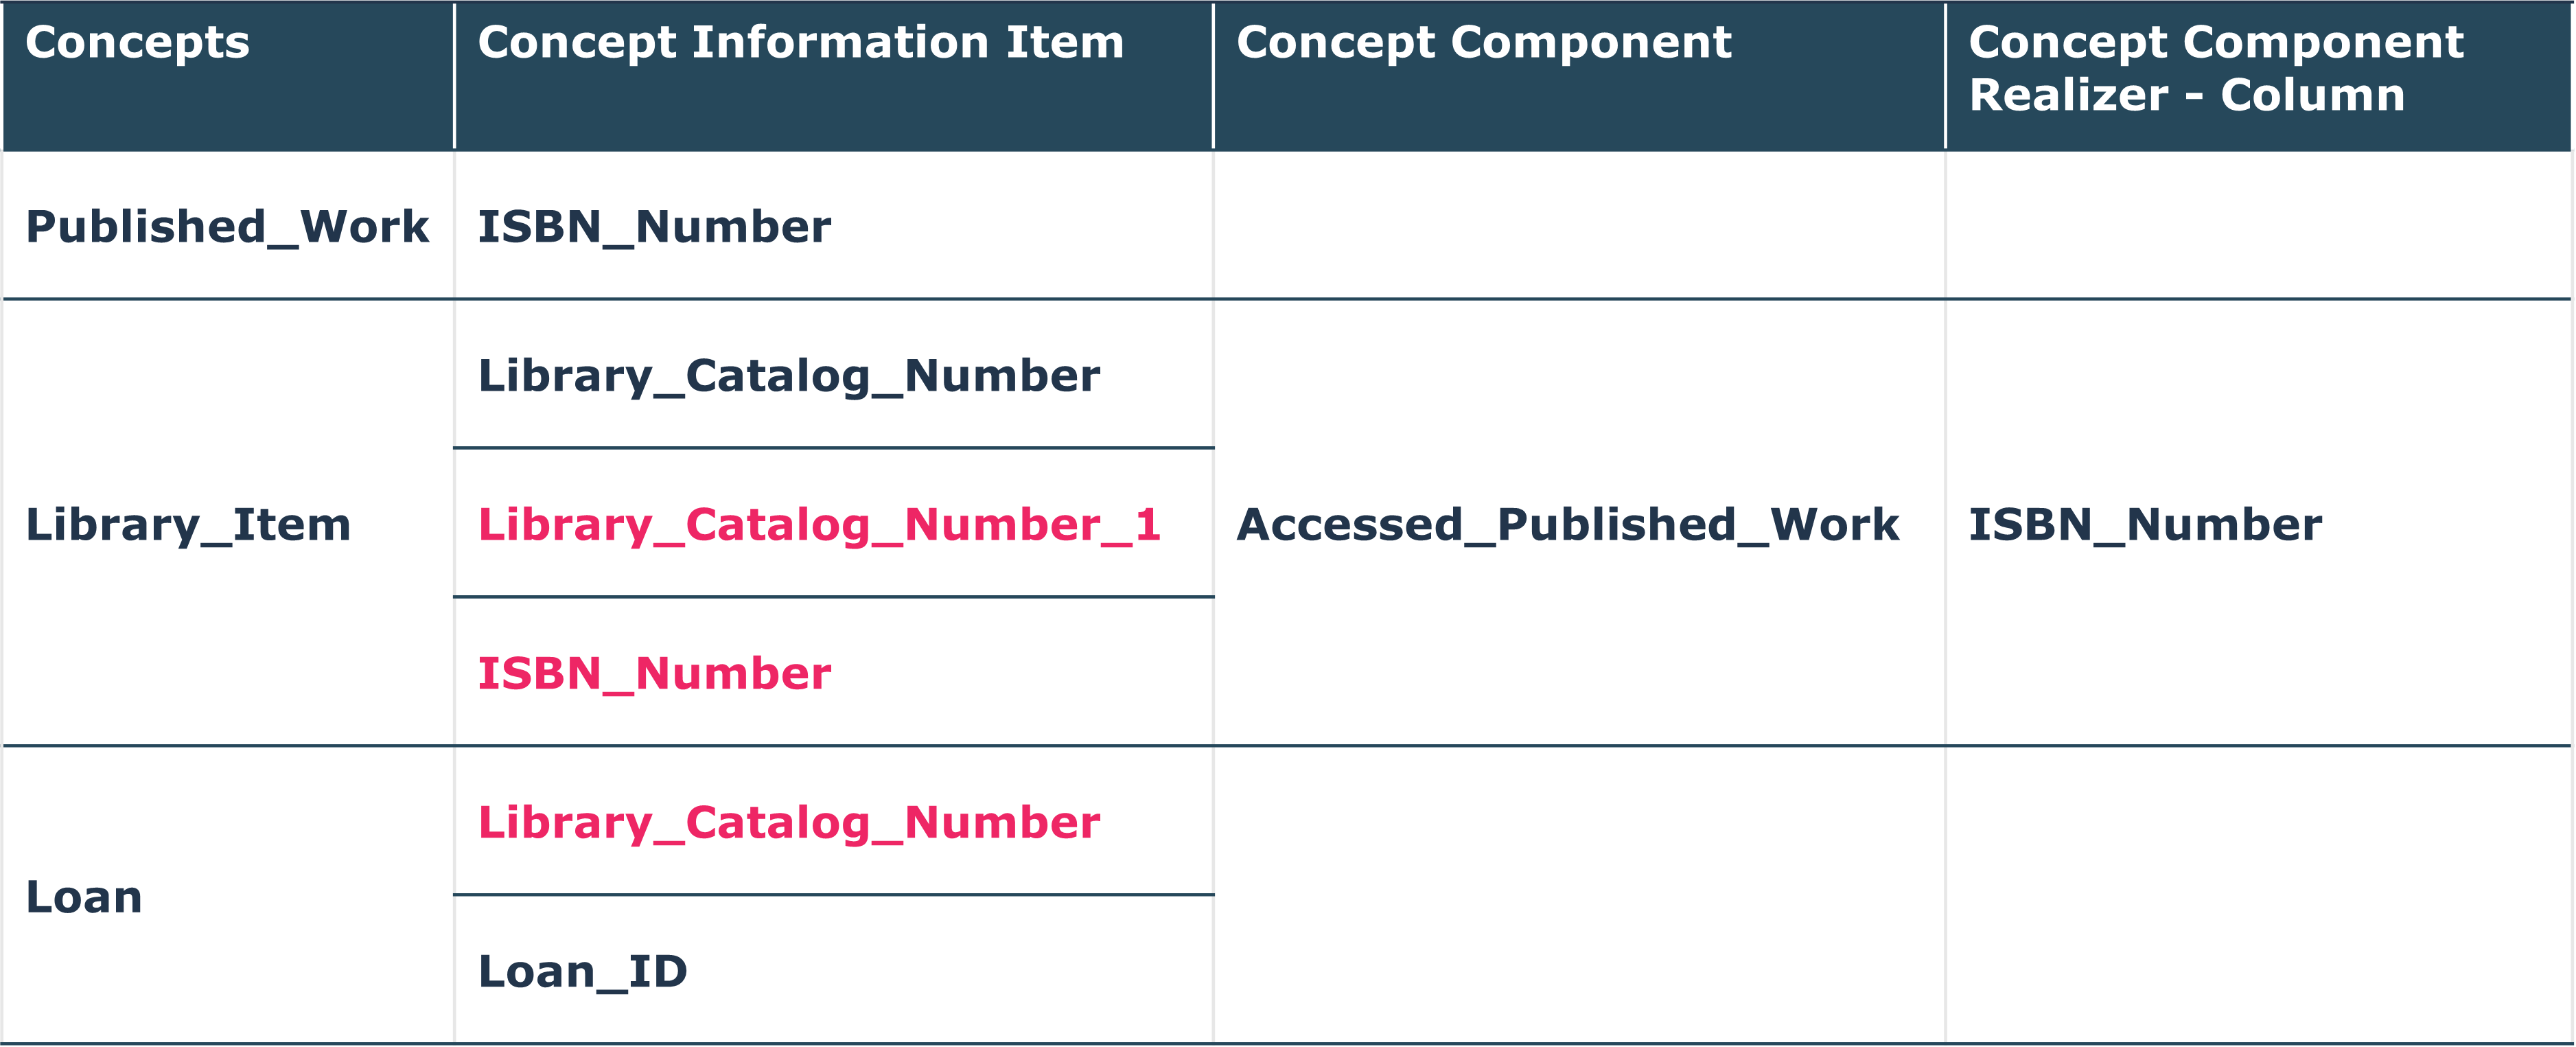 Concepts
Concept Information Item
Concept Component
Concept Component
Realizer - Column
Published_Work
ISBN_Number
Library_Item
Library_Catalog_Number
Library_Catalog_Number_1
ISBN_Number
Accessed_Published_Work
ISBN_Number
Loan
Library_Catalog_Number
Loan_ID